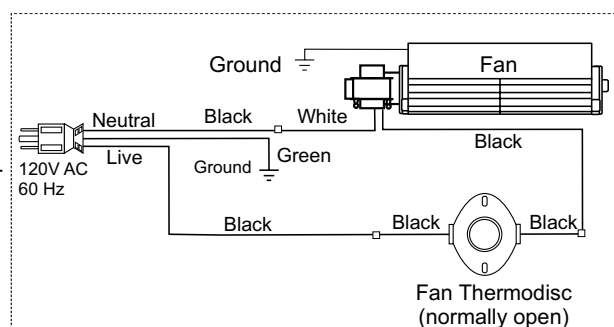 Ground
Fan
Neutral
Black
White
Live
Green
Black
Ground
120V AC
60 Hz
Black
Black
Black
Fan Thermodisc
(normally open)